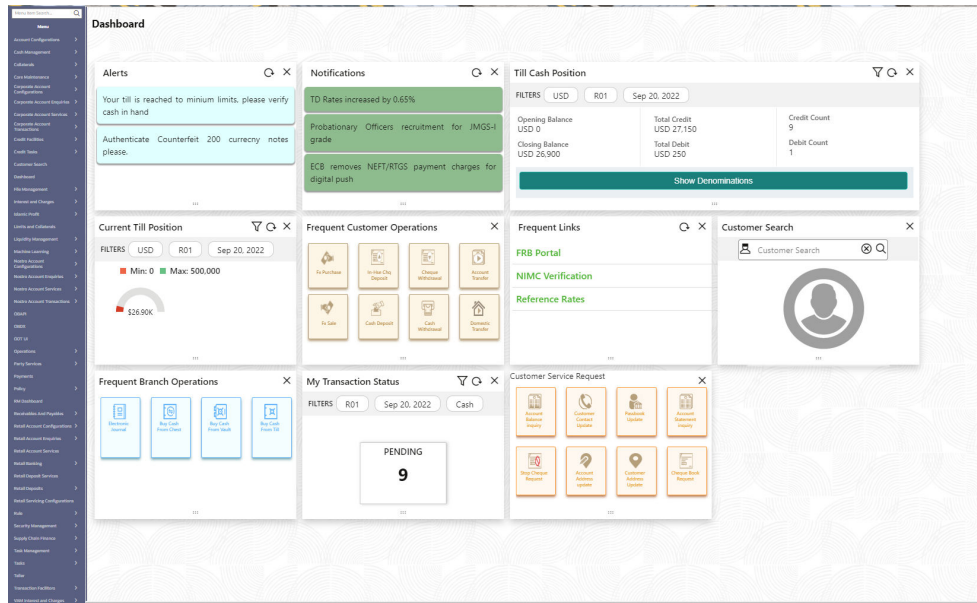 Menu Item Search...
Menu
Account Configurations
Cash Management
Collaterals
Core Maintenance
Corporate Account
Configurations
Corporate Account Enquiries
Corporate Account Services
Corporate Account
Transactions
Credit Facilities
Credit Tasks
Customer Search
Dashboard
File Management
Interest and Charges
Islamic Profit
Limits and Collaterals
Liquidity Management
Machine Learning
Nostro Account
Configurations
Nostro Account Enquiries
Nostro Account Services
Nostro Account Transactions
Operations
Party Services
Payments
Policy
RM Dashboard
Receivables And Payables
Retail Account Configurations
Retail Account Enquiries
Retail Account Services
Retail Banking
Retail Deposit Services
Retail Deposits
Retail Servicing Configurations
Rule
Security Management
Supply Chain Finance
Task Management
Tasks
Teller
Transaction Facilities
Interest and Charges
Dashboard
Alerts
Your till is reached to minium limits, please verify
cash in hand
Authenticate Counterfeit 200 currecny notes
please.
Notifications
TD Rates increased by 0.65%
Probationary Officers recruitment for JMGS-I
grade
ECB removes NEFT/RTGS payment charges for
digital push
Till Cash Position
FILTERS USD R01 Sep 20, 2022
Opening Balance
USD 0
Total Credit
USD 27,150
Credit Count
9
Closing Balance
USD 26,900
Total Debit
USD 250
Debit Count
1
Show Denominations
Current Till Position
FILTERS USD R01 Sep 20, 2022
Min: 0 Max: 500,000
$26.90K
Frequent Customer Operations
Fx Purchase
In-Hse Chq
Deposit
Cheque
Withdrawal
Account
Transfer
Fx Sale
Cash Deposit
Cash
Withdrawal
Domestic
Transfer
Frequent Links
FRB Portal
NIMC Verification
Reference Rates
Customer Search
Customer Search
Frequent Branch Operations
Electronic
Journal
Buy Cash
From Chest
Buy Cash
From Vault
Buy Cash
From Till
My Transaction Status
FILTERS R01 Sep 20, 2022 Cash
PENDING
9
Customer Service Request
Account
Balance
Inquiry
Customer
Contact
Update
Passbook
Update
Account
Statement
Inquiry
Stop Cheque
Request
Account
Address
update
Customer
Address
Update
Cheque Book
Request